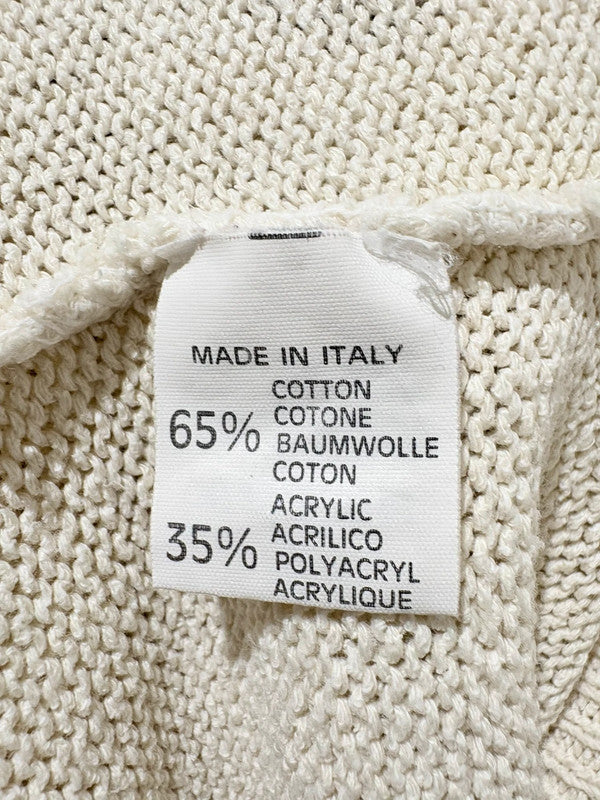 MADE IN ITALY
COTTON
65% COTONE
BAUMWOLLE
COTON
ACRYLIC
35% ACRILICO
POLYACRYL
ACRYLIQUE